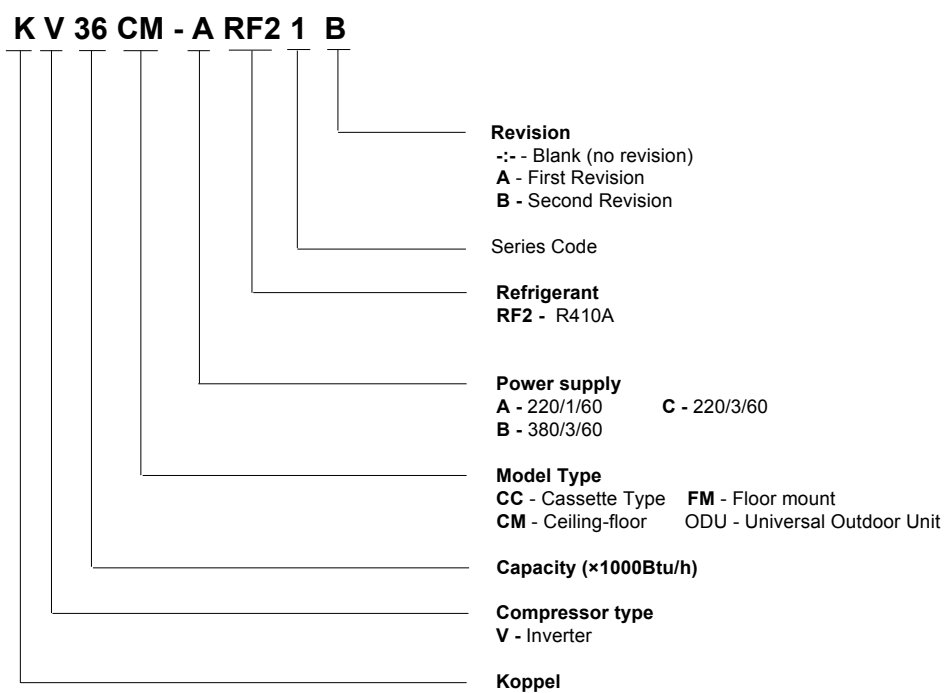 K V 36 CM - A RF2 1 B
Revision
-:- - Blank (no revision)
A - First Revision
B - Second Revision
Series Code
Refrigerant
RF2 - R410A
Power supply
A - 220/1/60 C - 220/3/60
B - 380/3/60
Model Type
CC - Cassette Type FM - Floor mount
CM - Ceiling-floor ODU - Universal Outdoor Unit
Capacity (×1000Btu/h)
Compressor type
V - Inverter
Koppel